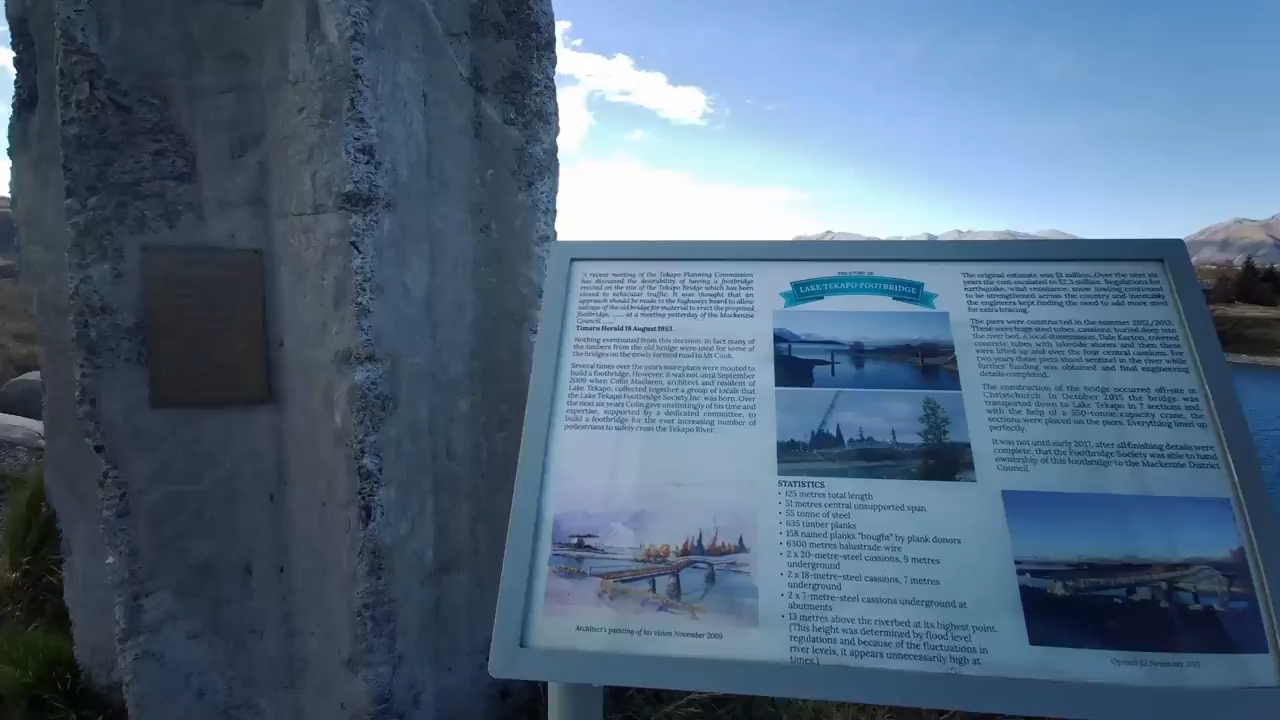 "A recent meeting of the Tekapo Planning Commission
has discussed the desirability of having a footbridge
erected on the site of the Tekapo Bridge which has been
closed to vehicular traffic. It was thought that an
approach should be made to the highways board to allow
salvage of the old bridge for material to erect the proposed
footbridge......... at a meeting yesterday of the Mackenzie
Council......
Timaru Herald 18 August 1953.
Nothing eventuated from this decision. In fact many of
the timbers from the old bridge were used for some of
the bridges on the newly formed road to Mt Cook.
Several times over the years more plans were mooted to
build a footbridge. However, it was not until September
2009 when Colin Maclaren, architect and resident of
Lake Tekapo, collected together a group of locals that
the Lake Tekapo Footbridge Society Inc. was born. Over
the next six years Colin gave unstintingly of his time and
expertise, supported by a dedicated committee, to
build a footbridge for the ever increasing number of
pedestrians to safely cross the Tekapo River.
Architect's painting of his vision November 2009
THE STORY OF
LAKE TEKAPO FOOTBRIDGE
STATISTICS
• 125 metres total length
• 51 metres central unsupported span
• 55 tonne of steel
• 635 timber planks
• 158 named planks "bought" by plank donors
• 6300 metres balustrade wire
• 2 x 20-metre-steel cassions, 9 metres
underground
• 2 x 18-metre-steel cassions, 7 metres
underground
• 2 x 7-metre-steel cassions underground at
abutments
• 13 metres above the riverbed at its highest point.
(This height was determined by flood level
regulations and because of the fluctuations in
river levels, it appears unnecessarily high at
times.)
The original estimate was $1 million. Over the next six
years the cost escalated to $2.3 million. Regulations for
earthquake, wind resistance, snow loading continued
to be strengthened across the country and inevitably
the engineers kept finding the need to add more steel
for extra bracing.
The piers were constructed in the summer 2012/2013.
These were huge steel tubes, cassions, buried deep into
the river bed. A local stonemason, Dale Karton, covered
concrete tubes with lakeside stones and then these
were lifted up and over the four central cassions. For
two years these piers stood sentinel in the river while
further funding was obtained and final engineering
details completed.
The construction of the bridge occurred off-site in
Christchurch. In October 2015 the bridge was
transported down to Lake Tekapo in 7 sections and,
with the help of a 550-tonne capacity crane, the
sections were placed on the piers. Everything lined up
perfectly.
It was not until early 2017, after all finishing details were
complete, that the Footbridge Society was able to hand
ownership of this footbridge to the Mackenzie District
Council.
Opened 22 November 2015